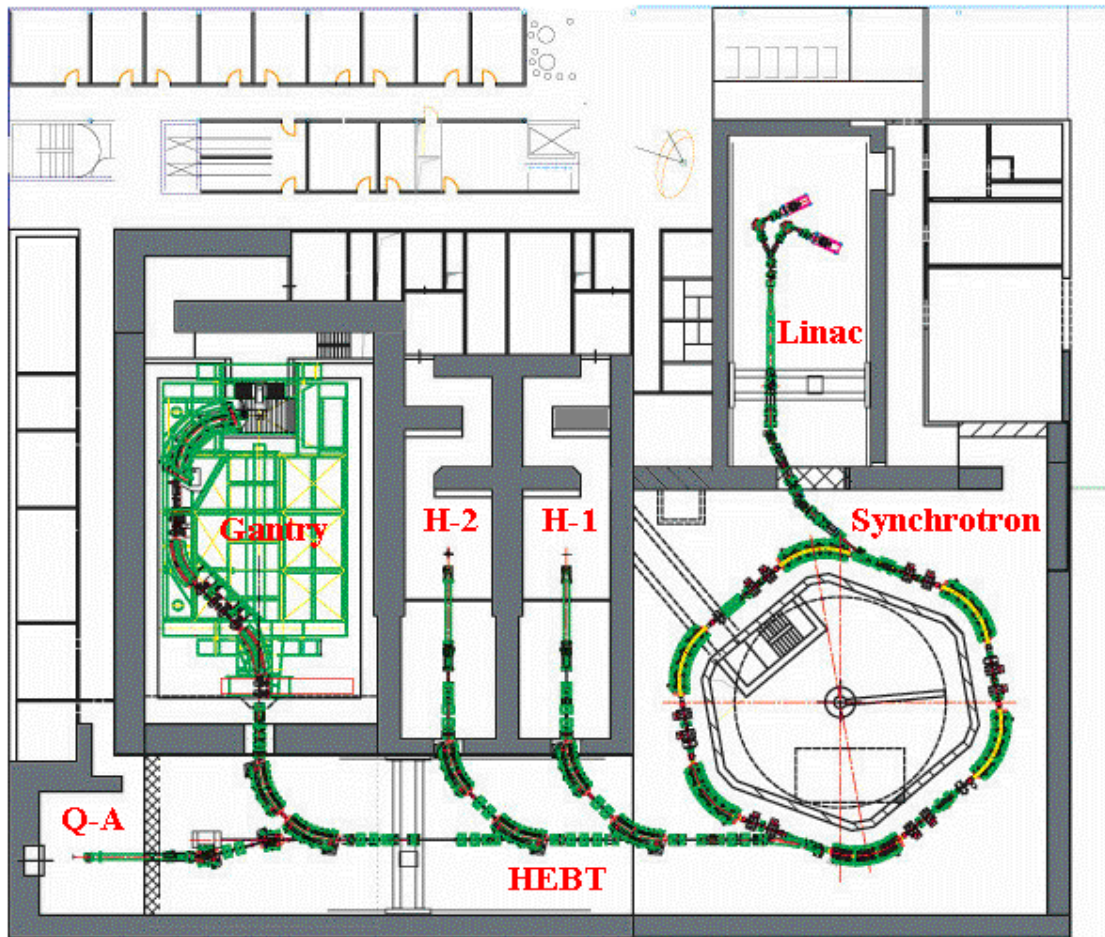 Linac
Gantry
H-2
H-1
Synchrotron
Q-A
HEBT